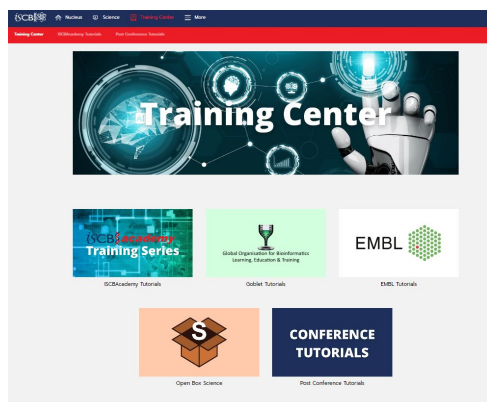 iSCB
Nucleus
Science
Training Center
More
Training Center
ISCBAcademy Tutorials
Post Conference Tutorials
Training Center
iSCBacademy
Training Series
Global Organisation for Bioinformatics
Learning, Education & Training
EMBL
ISCBAcademy Tutorials
Goblet Tutorials
EMBL Tutorials
S
CONFERENCE
TUTORIALS
Open Box Science
Post Conference Tutorials